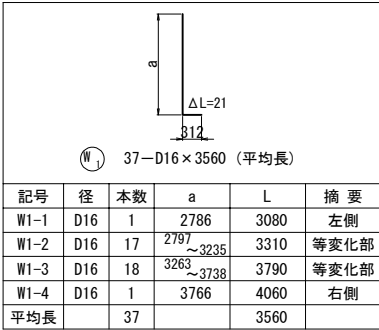 a
ΔL=21
312
W1 37－D16×3560 (平均長)
記号 径 本数 a L 摘 要
W1-1 D16 1 2786 3080 左側
W1-2 D16 17 2797～3235 3310 等変化部
W1-3 D16 18 3263～3738 3790 等変化部
W1-4 D16 1 3766 4060 右側
平均長 37 3560